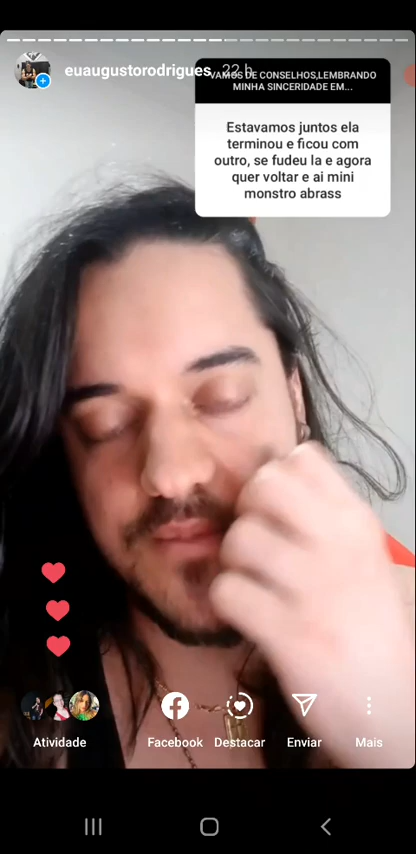 euaugustorodrigues 22 h
VAMOS DE CONSELHOS,LEMBRANDO
MINHA SINCERIDADE EM...
Estavamos juntos ela
terminou e ficou com
outro, se fudeu la e agora
quer voltar e ai mini
monstro abrass
Atividade
Facebook
Destacar
Enviar
Mais